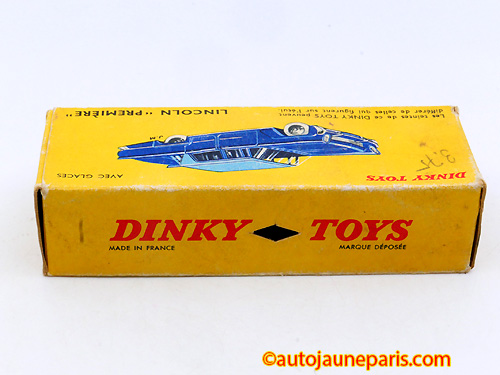 Les teintes de ce DINKY TOYS peuvent
différer de celles qui figurent sur l'étui
LINCOLN "PREMIÈRE"
J.M
AVEC GLACES
DINKY TOYS
DINKY TOYS
MADE IN FRANCE
MARQUE DÉPOSÉE
©autojauneparis.com